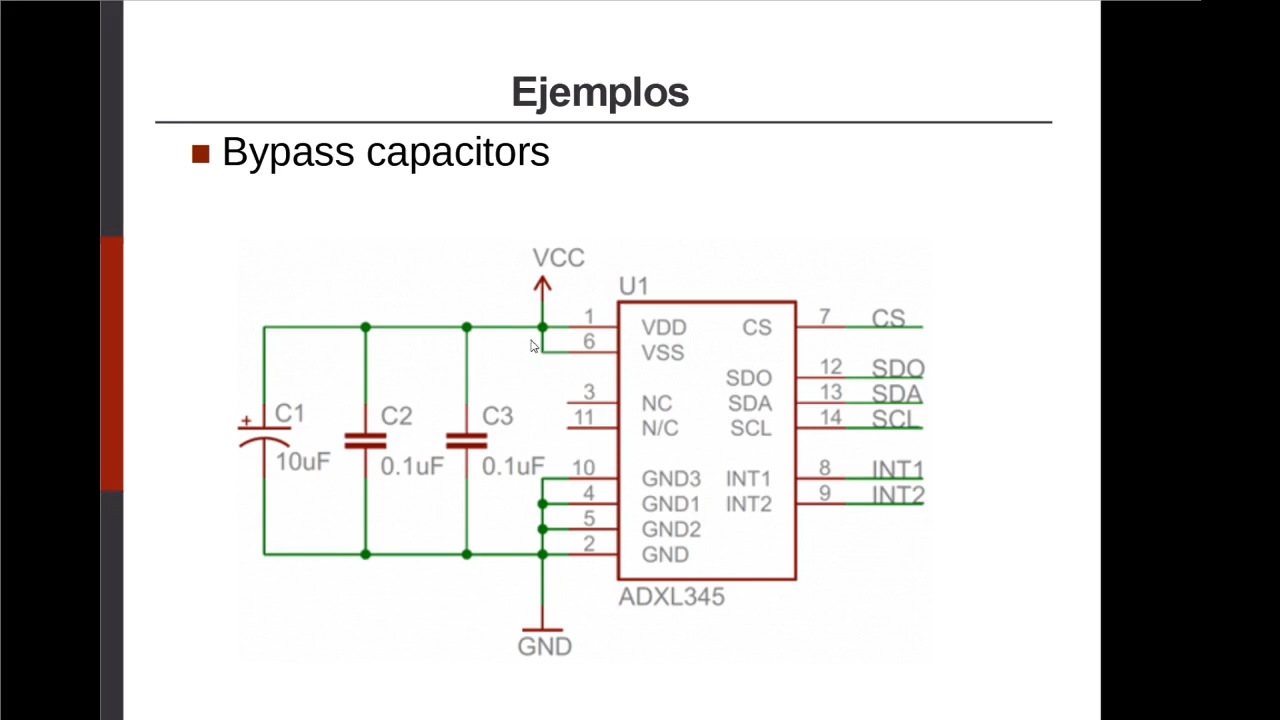 Ejemplos
Bypass capacitors
VCC
U1
1 VDD CS 7 CS
6 VSS
SDO 12 SDO
3 NC SDA 13 SDA
11 N/C SCL 14 SCL
+ C1 C2 C3
10uF 0.1uF 0.1uF
10 GND3 INT1 8 INT1
4 GND1 INT2 9 INT2
5 GND2
2 GND
ADXL345
GND